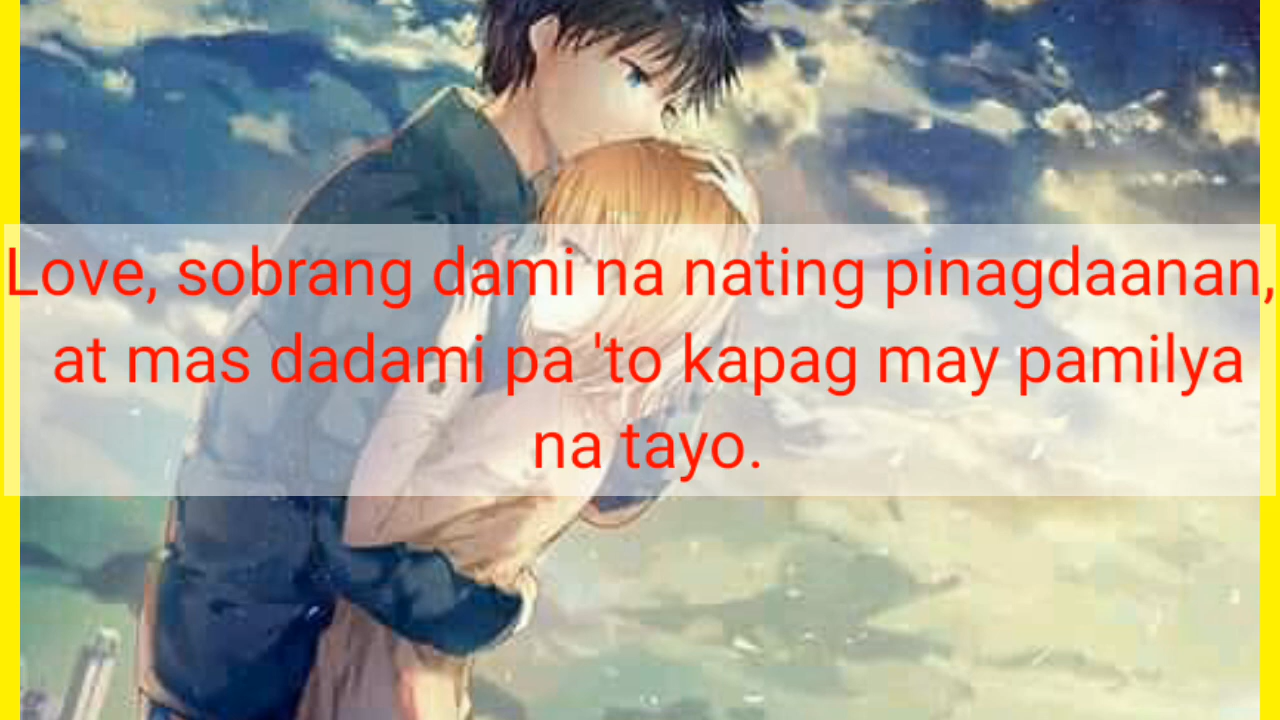 Love, sobrang dami na nating pinagdaanan,
at mas dadami pa 'to kapag may pamilya
na tayo.